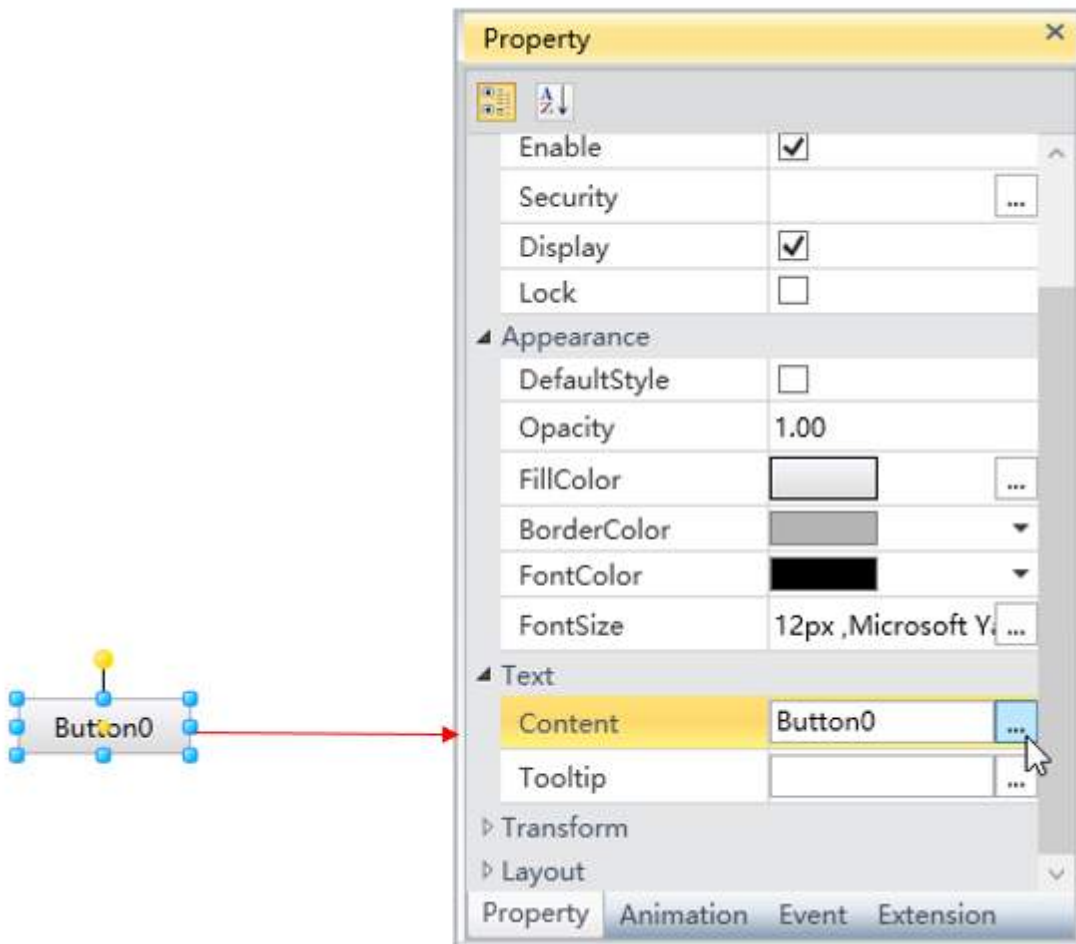 Property
Enable
Security ...
Display
Lock
Appearance
DefaultStyle
Opacity 1.00
FillColor ...
BorderColor
FontColor
FontSize 12px ,Microsoft Ya ...
Text
Button0
Content Button0 ...
Tooltip ...
Transform
Layout
Property Animation Event Extension